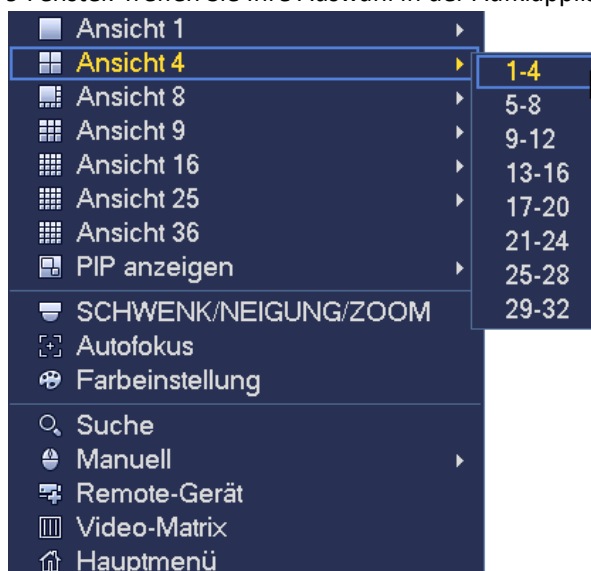 Ansicht 1
Ansicht 4
Ansicht 8
Ansicht 9
Ansicht 16
Ansicht 25
Ansicht 36
PIP anzeigen
SCHWENK/NEIGUNG/ZOOM
Autofokus
Farbeinstellung
Suche
Manuell
Remote-Gerät
Video-Matrix
Hauptmenü
1-4
5-8
9-12
13-16
17-20
21-24
25-28
29-32